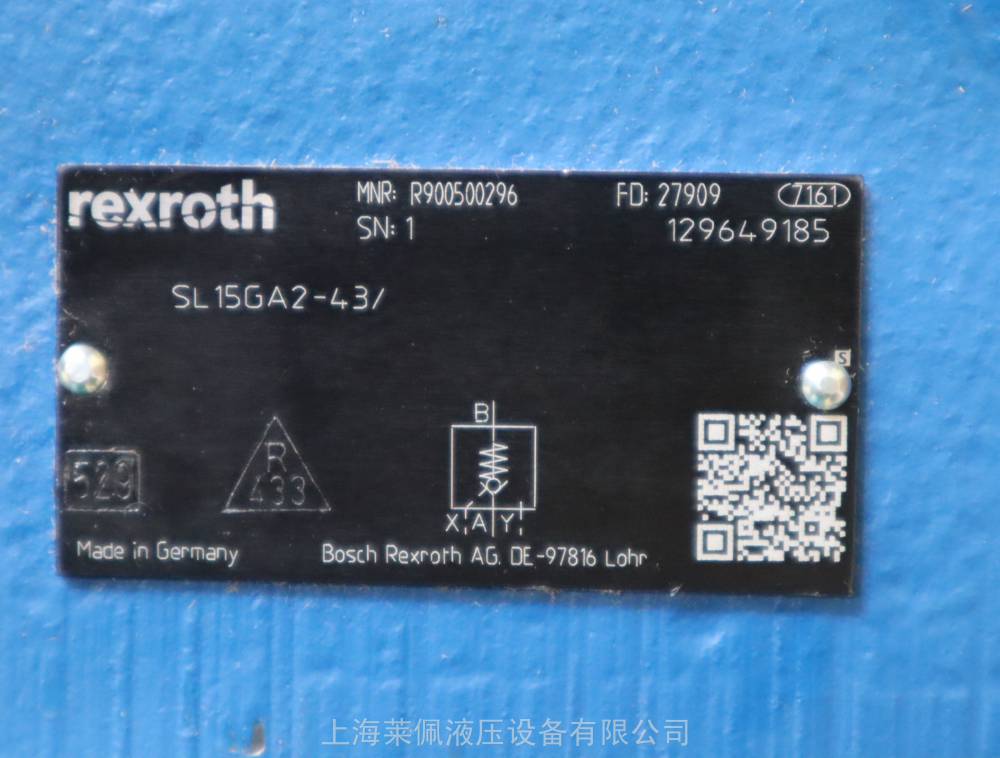 rexroth
MNR: R900500296 FD: 27909 7161
SN: 1 129649185
SL15GA2-43/
S
B
529
R
433
X A Y
Made in Germany Bosch Rexroth AG. DE-97816 Lohr
上海莱佩液压设备有限公司